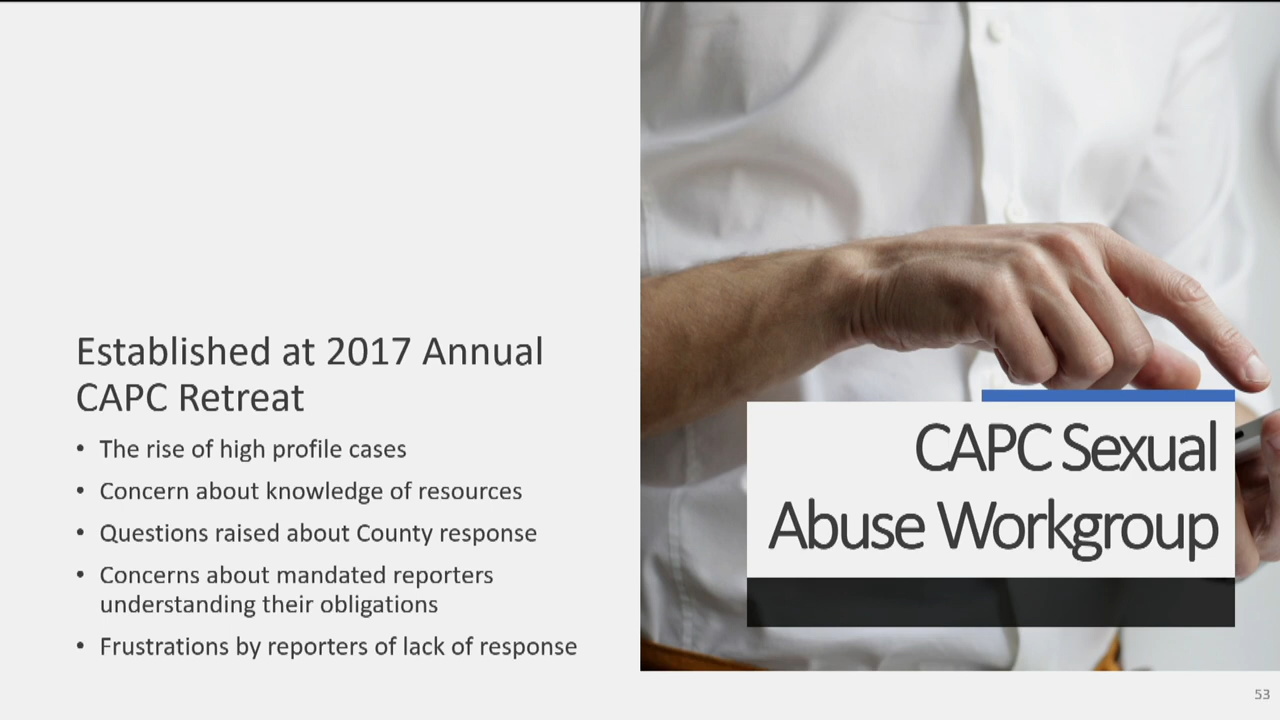 Established at 2017 Annual
CAPC Retreat
• The rise of high profile cases
• Concern about knowledge of resources
• Questions raised about County response
• Concerns about mandated reporters
understanding their obligations
• Frustrations by reporters of lack of response
CAPC Sexual
Abuse Workgroup
53